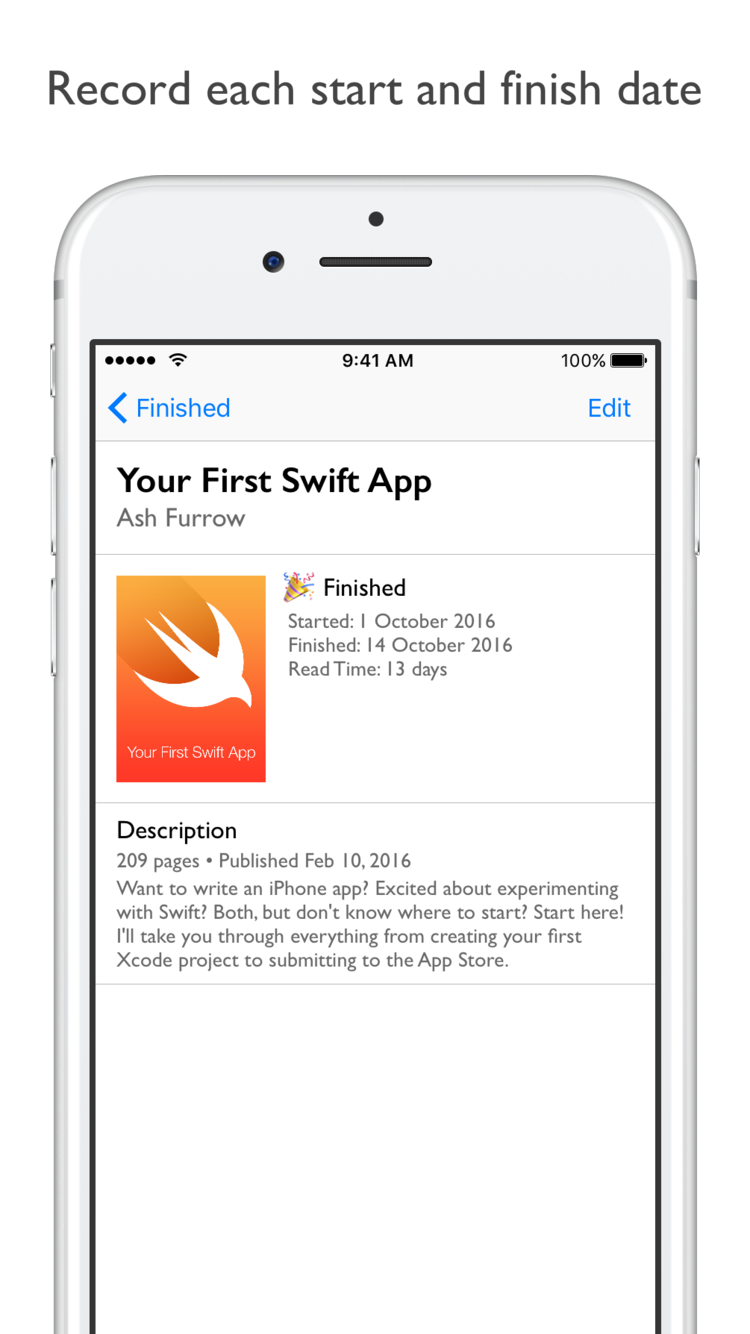 Record each start and finish date
9:41 AM
100%
Finished
Edit
Your First Swift App
Ash Furrow
🎉 Finished
Started: 1 October 2016
Finished: 14 October 2016
Read Time: 13 days
Your First Swift App
Description
209 pages • Published Feb 10, 2016
Want to write an iPhone app? Excited about experimenting
with Swift? Both, but don't know where to start? Start here!
I'll take you through everything from creating your first
Xcode project to submitting to the App Store.